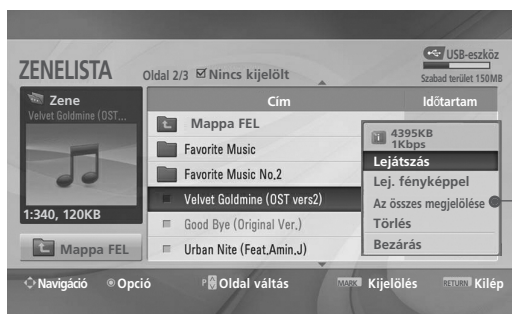 USB-eszköz
ZENELISTA
Oldal 2/3 Nincs kijelölt
Szabad terület 150MB
Zene
Velvet Goldmine (OST...
1:340, 120KB
Mappa FEL
Cím
Időtartam
Mappa FEL
Favorite Music
Favorite Music No.2
Velvet Goldmine (OST vers2)
Good Bye (Original Ver.)
Urban Nite (Feat.Amin.J)
4395KB
1Kbps
Lejátszás
Lej. fényképpel
Az összes megjelölése
Törlés
Bezárás
Navigáció
Opció
P Oldal váltás
MARK Kijelölés
RETURN Kilép